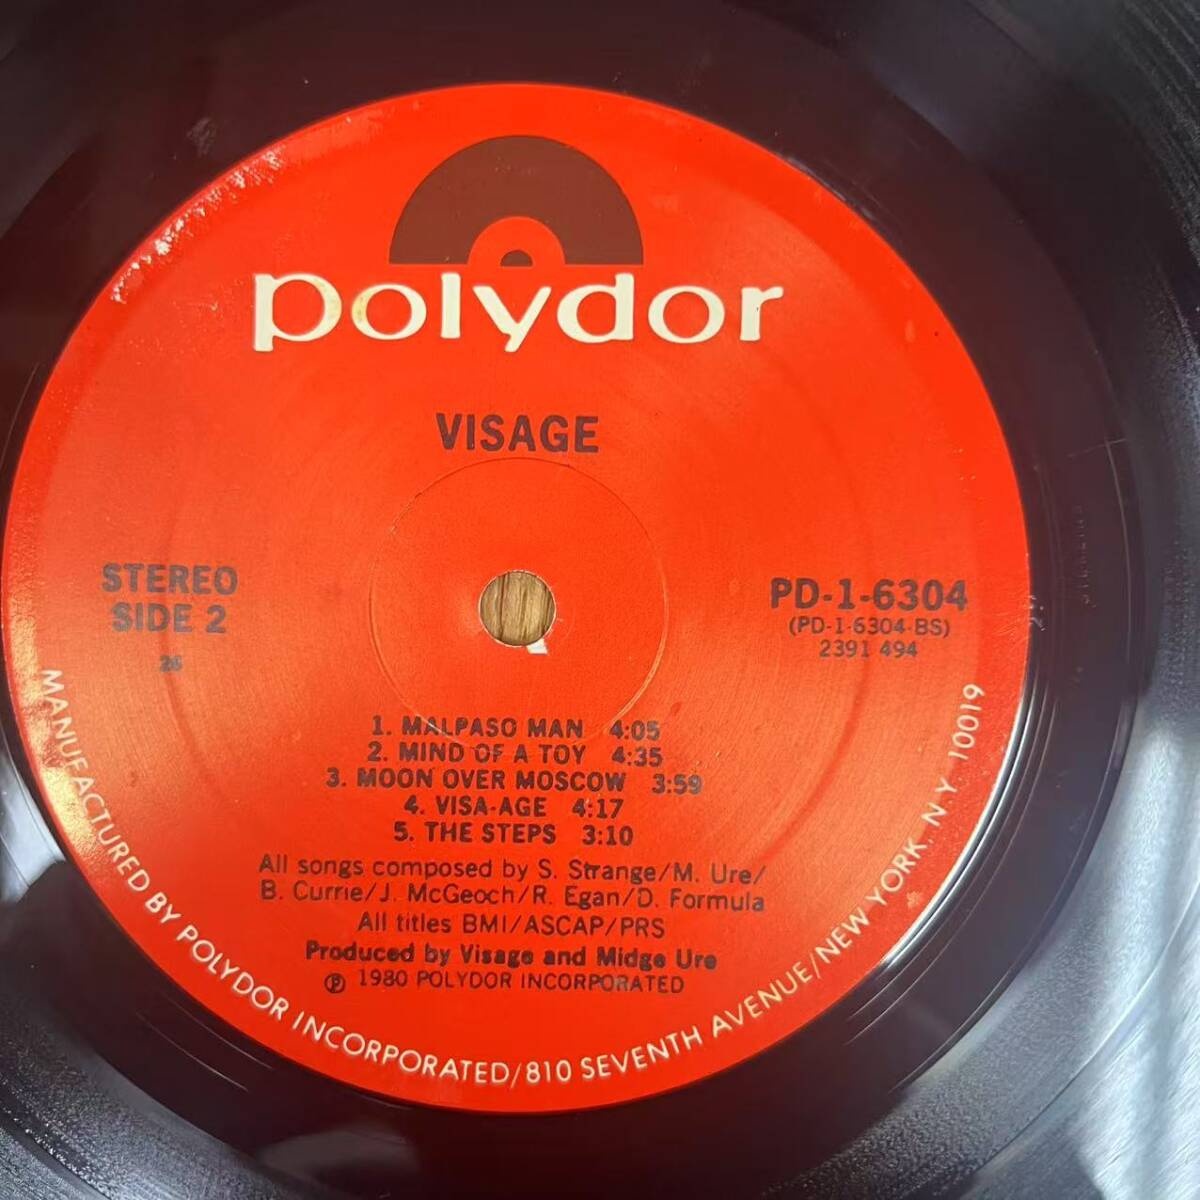 polydor
VISAGE
STEREO
SIDE 2
26
PD-1-6304
(PD-1-6304-BS)
2391 494
1. MALPASO MAN 4:05
2. MIND OF A TOY 4:35
3. MOON OVER MOSCOW 3:59
4. VISA-AGE 4:17
5. THE STEPS 3:10
All songs composed by S. Strange/M. Ure/
B. Currie/J. McGeoch/R. Egan/D. Formula
All titles BMI/ASCAP/PRS
Produced by Visage and Midge Ure
℗ 1980 POLYDOR INCORPORATED
MANUFACTURED BY POLYDOR INCORPORATED/810 SEVENTH AVENUE/NEW YORK, N.Y. 10019